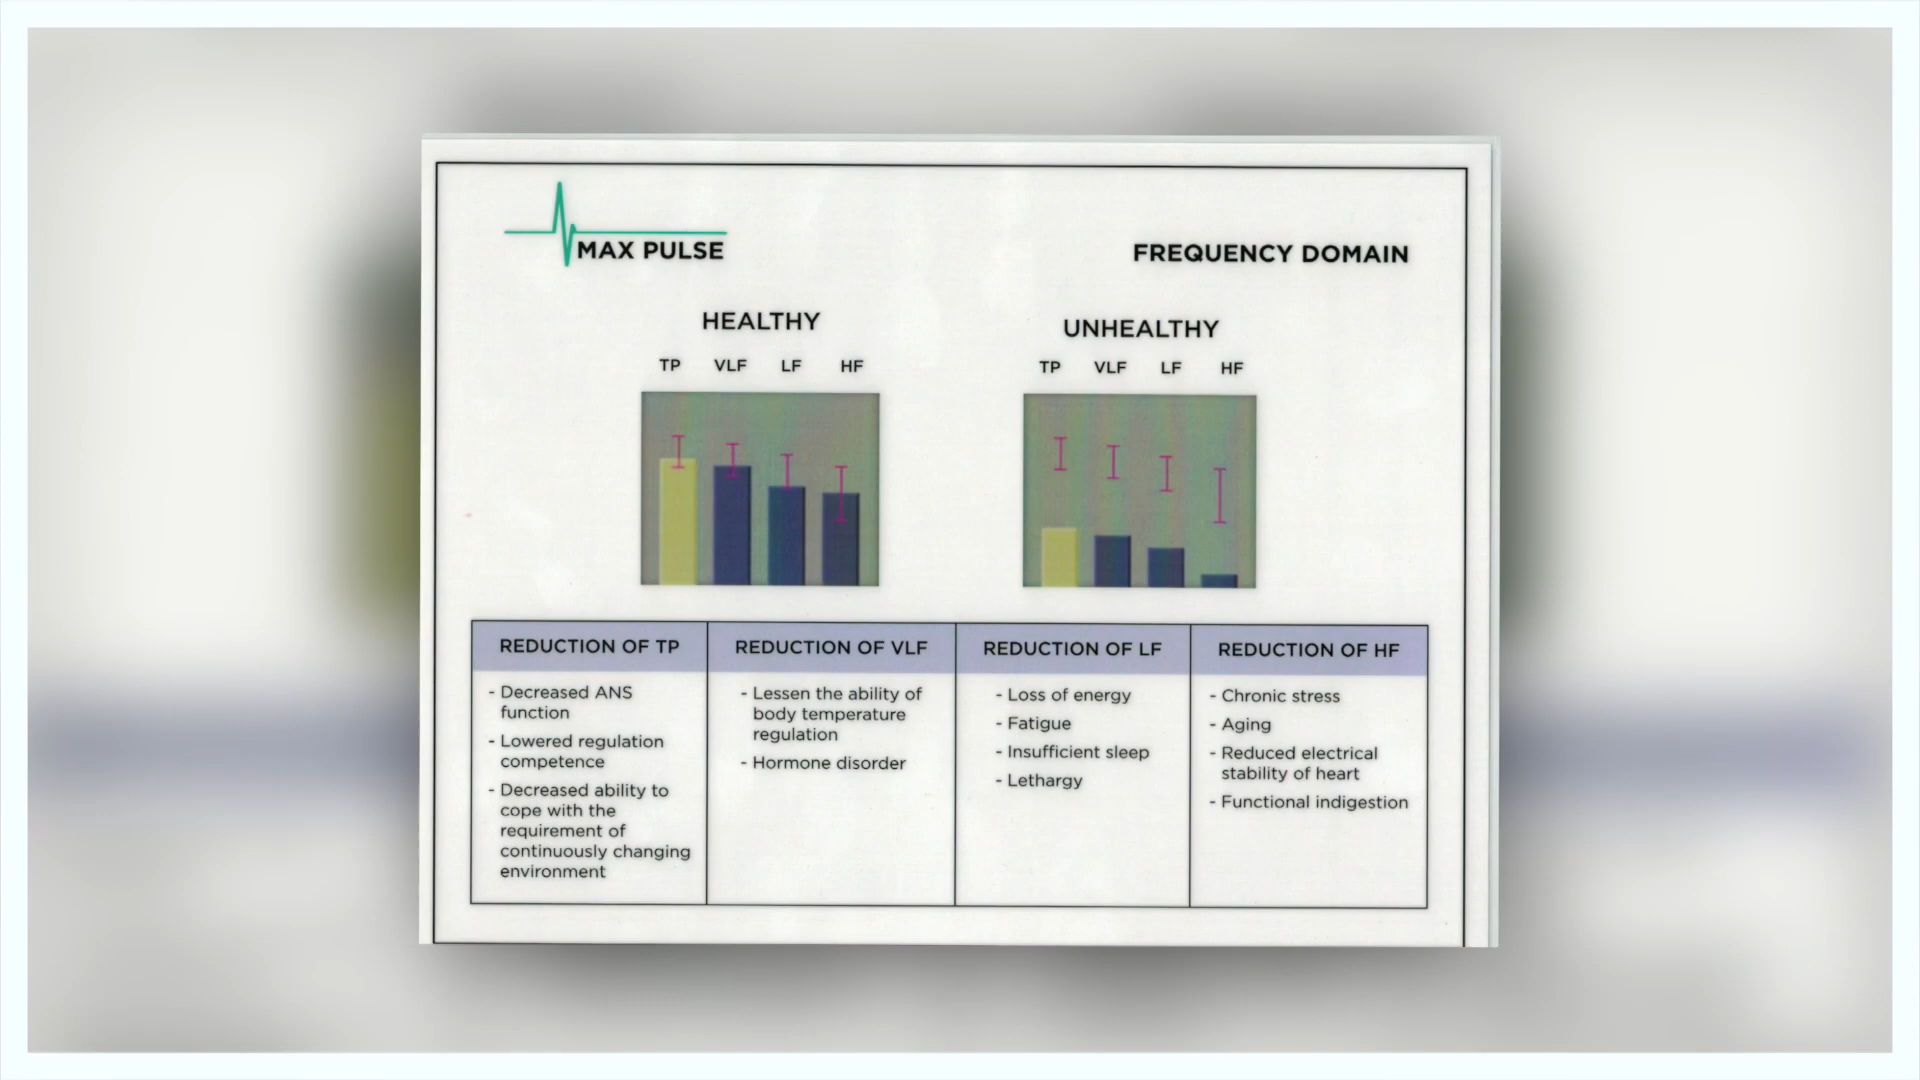 MAX PULSE
FREQUENCY DOMAIN
HEALTHY
TP VLF LF HF
UNHEALTHY
TP VLF LF HF
REDUCTION OF TP
- Decreased ANS
function
- Lowered regulation
competence
- Decreased ability to
cope with the
requirement of
continuously changing
environment
REDUCTION OF VLF
- Lessen the ability of
body temperature
regulation
- Hormone disorder
REDUCTION OF LF
- Loss of energy
- Fatigue
- Insufficient sleep
- Lethargy
REDUCTION OF HF
- Chronic stress
- Aging
- Reduced electrical
stability of heart
- Functional indigestion